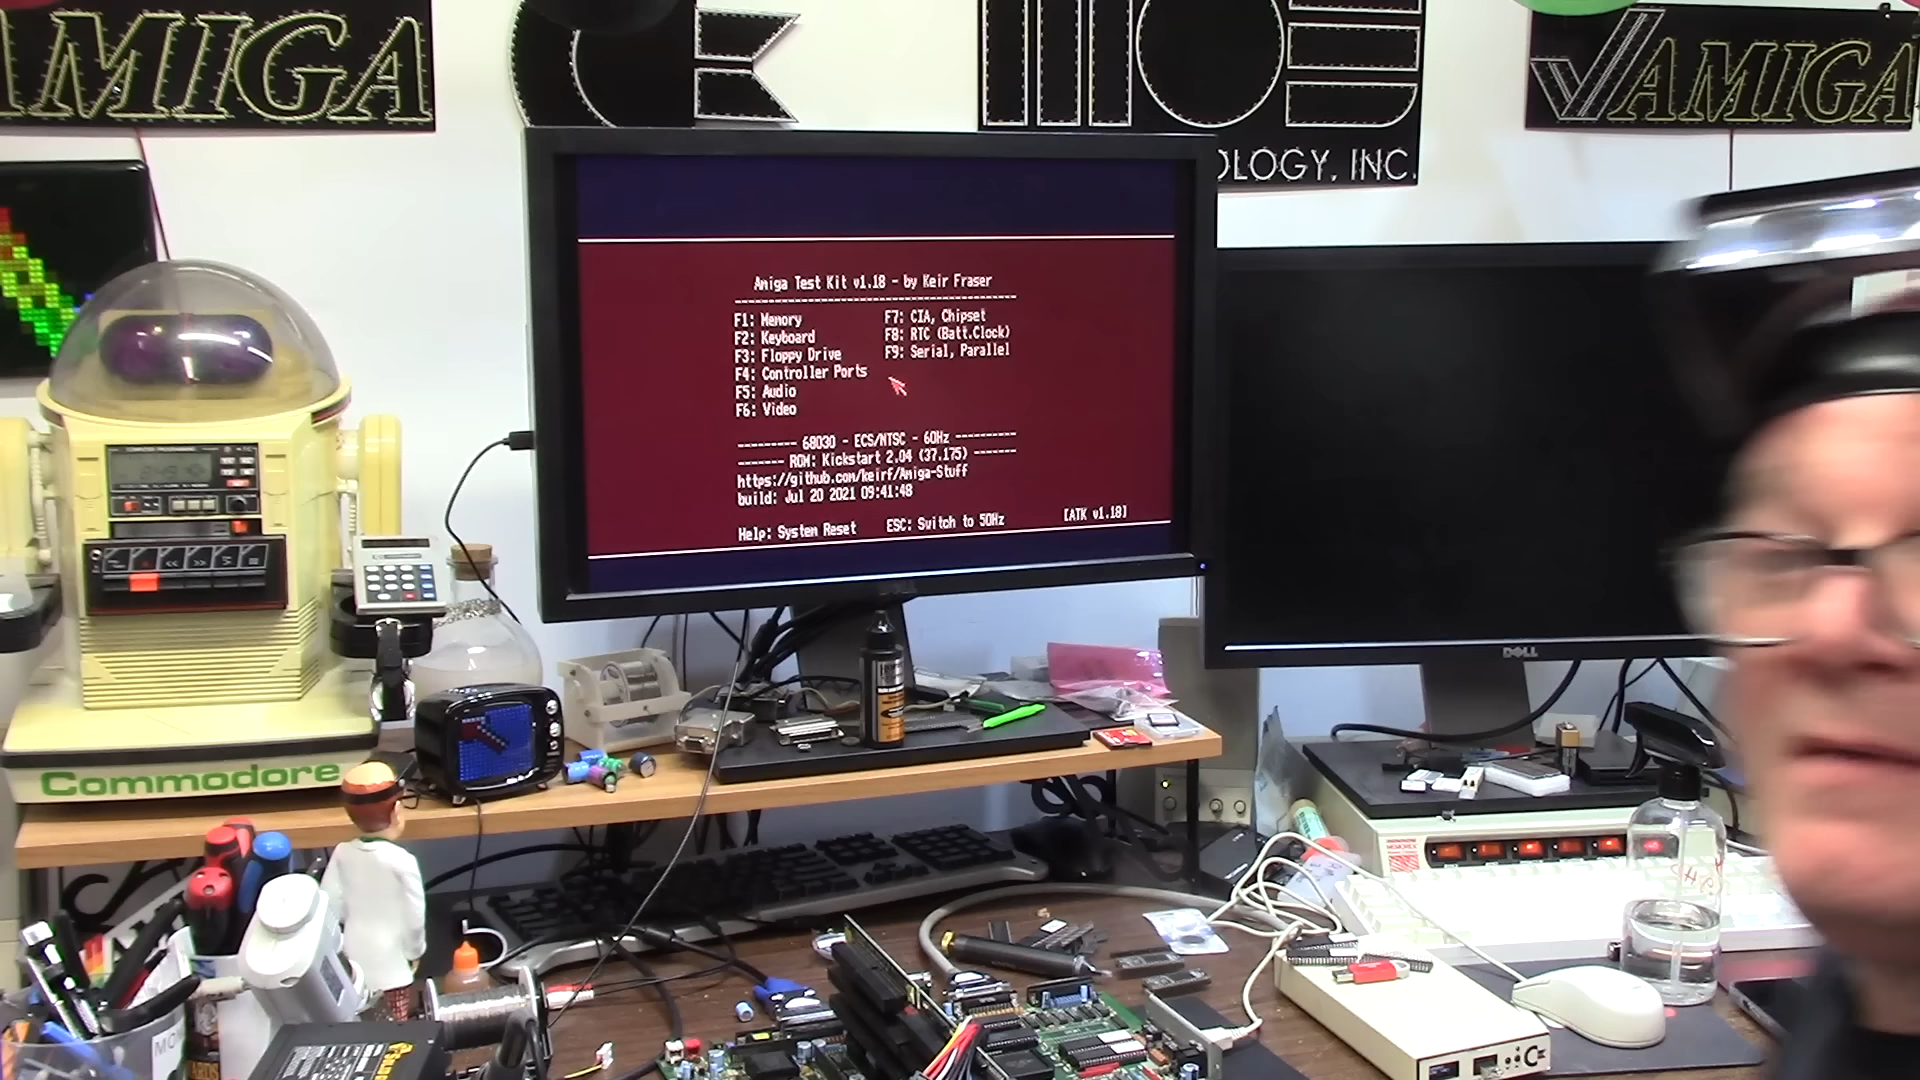 AMIGA
AMIGA
OLOGY, INC.
Amiga Test Kit v1.18 - by Keir Fraser
F1: Memory
F2: Keyboard
F3: Floppy Drive
F4: Controller Ports
F5: Audio
F6: Video
F7: CIA, Chipset
F8: RTC (Batt.Clock)
F9: Serial, Parallel
--------- 68030 - ECS/NTSC - 60Hz ----------
------- ROM: Kickstart 2.04 (37.175) -------
https://github.com/keirf/Amiga-Stuff
build: Jul 20 2021 09:41:48
Help: System Reset
ESC: Switch to 50Hz
[ATK v1.18]
DELL
Commodore